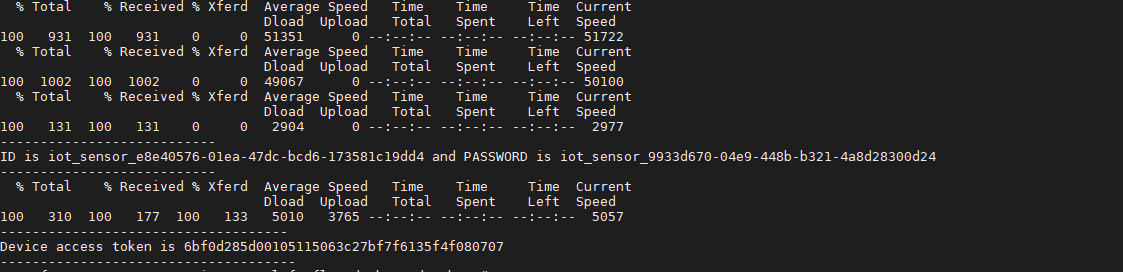 % Total % Received % Xferd Average Speed Time Time Time Current
Dload Upload Total Spent Left Speed
100 931 100 931 0 0 51351 0 --:--:-- --:--:-- --:--:-- 51722
% Total % Received % Xferd Average Speed Time Time Time Current
Dload Upload Total Spent Left Speed
100 1002 100 1002 0 0 49067 0 --:--:-- --:--:-- --:--:-- 50100
% Total % Received % Xferd Average Speed Time Time Time Current
Dload Upload Total Spent Left Speed
100 131 100 131 0 0 2904 0 --:--:-- --:--:-- --:--:-- 2977
---------------------------
ID is iot_sensor_e8e40576-01ea-47dc-bcd6-173581c19dd4 and PASSWORD is iot_sensor_9933d670-04e9-448b-b321-4a8d28300d24
---------------------------
% Total % Received % Xferd Average Speed Time Time Time Current
Dload Upload Total Spent Left Speed
100 310 100 177 100 133 5010 3765 --:--:-- --:--:-- --:--:-- 5057
------------------------------------
Device access token is 6bf0d285d00105115063c27bf7f6135f4f080707
-------------------------------------